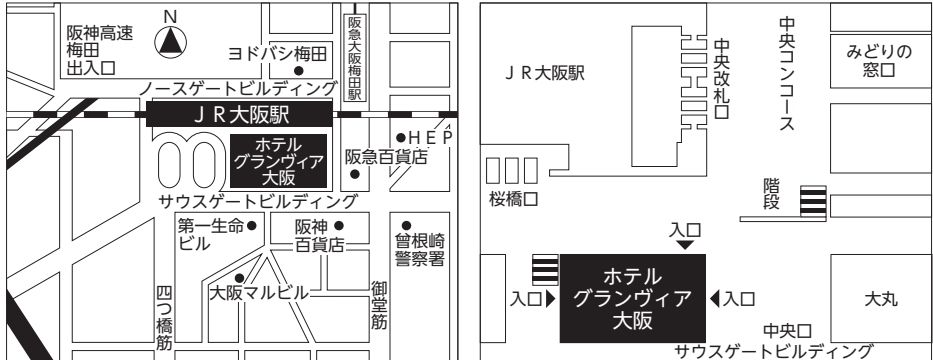 N
阪神高速
梅田
出入口
ヨドバシ梅田
阪急大阪梅田駅
ノースゲートビルディング
ＪＲ大阪駅
ホテル
グランヴィア
大阪
HEP
阪急百貨店
サウスゲートビルディング
第一生命
ビル
阪神
百貨店
曾根崎
警察署
大阪マルビル
四つ橋筋
御堂筋
ＪＲ大阪駅
中央改札口
中央コンコース
みどりの
窓口
桜橋口
階段
入口
入口
ホテル
グランヴィア
大阪
入口
大丸
中央口
サウスゲートビルディング